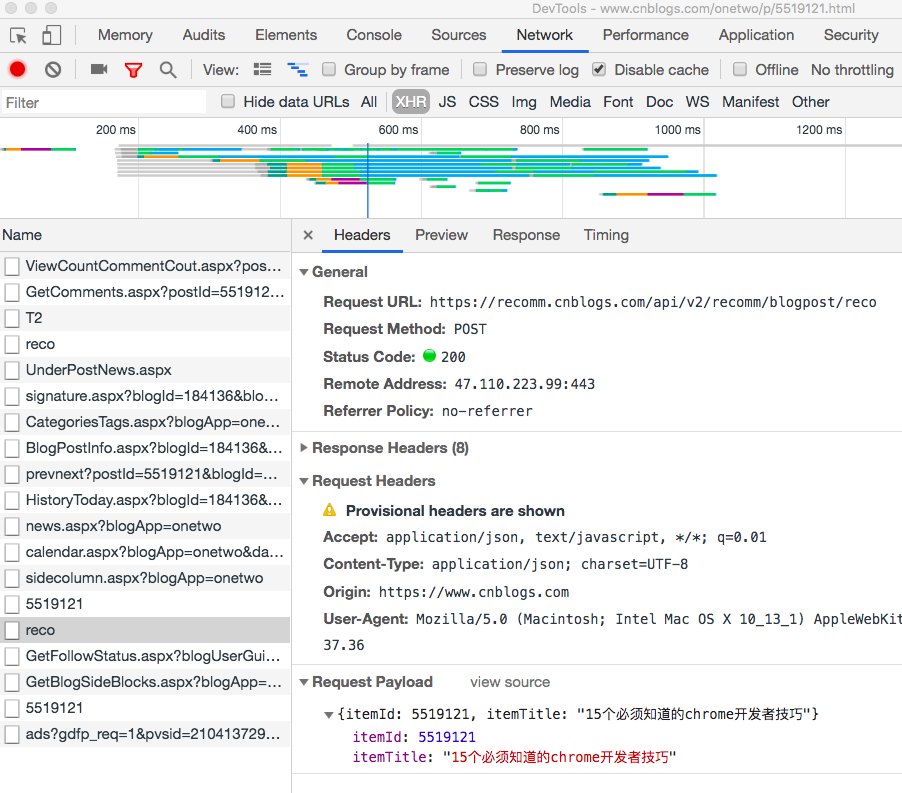 DevTools - www.cnblogs.com/onetwo/p/5519121.html
Memory Audits Elements Console Sources Network Performance Application Security
View: Group by frame Preserve log Disable cache Offline No throttling
Filter Hide data URLs All XHR JS CSS Img Media Font Doc WS Manifest Other
200 ms 400 ms 600 ms 800 ms 1000 ms 1200 ms
Name
ViewCountCommentCout.aspx?pos…
GetComments.aspx?postId=551912…
T2
reco
UnderPostNews.aspx
signature.aspx?blogId=184136&blo…
CategoriesTags.aspx?blogApp=one…
BlogPostInfo.aspx?blogId=184136&…
prevnext?postId=5519121&blogId=…
HistoryToday.aspx?blogId=184136&…
news.aspx?blogApp=onetwo
calendar.aspx?blogApp=onetwo&da…
sidecolumn.aspx?blogApp=onetwo
5519121
reco
GetFollowStatus.aspx?blogUserGui…
GetBlogSideBlocks.aspx?blogApp=…
5519121
ads?gdfp_req=1&pvsid=210413729…
× Headers Preview Response Timing
General
Request URL: https://recomm.cnblogs.com/api/v2/recomm/blogpost/reco
Request Method: POST
Status Code: 200
Remote Address: 47.110.223.99:443
Referrer Policy: no-referrer
Response Headers (8)
Request Headers
Provisional headers are shown
Accept: application/json, text/javascript, */*; q=0.01
Content-Type: application/json; charset=UTF-8
Origin: https://www.cnblogs.com
User-Agent: Mozilla/5.0 (Macintosh; Intel Mac OS X 10_13_1) AppleWebKit
37.36
Request Payload view source
{itemId: 5519121, itemTitle: "15个必须知道的chrome开发者技巧"}
itemId: 5519121
itemTitle: "15个必须知道的chrome开发者技巧"